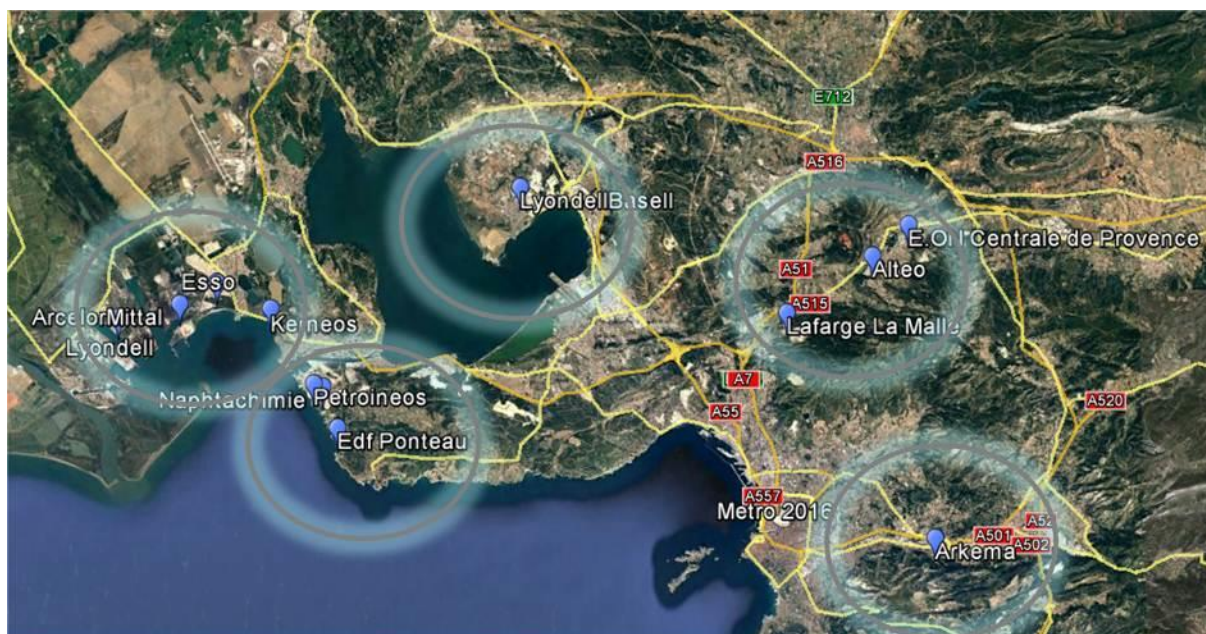 E712
A516
LyondellBasell
E.On Centrale de Provence
Alteo
A51
Esso
A515
ArcelorMittal
Kerneos
Lafarge La Malle
Lyondell
A7
Naphtachimie
Petroineos
A520
A55
Edf Ponteau
A557
Metro 2016
A52
A501
A502
Arkema